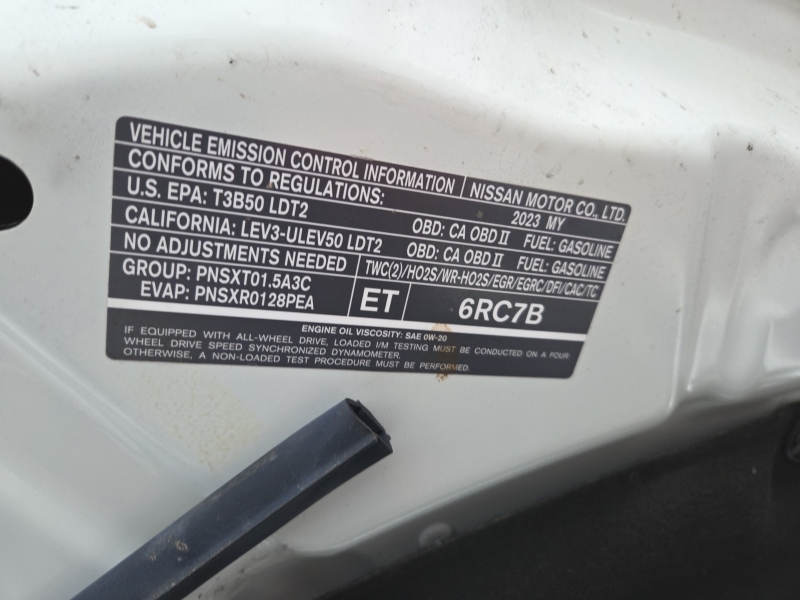 VEHICLE EMISSION CONTROL INFORMATION NISSAN MOTOR CO., LTD.
CONFORMS TO REGULATIONS: 2023 MY
U.S. EPA: T3B50 LDT2 OBD: CA OBD II FUEL: GASOLINE
CALIFORNIA: LEV3-ULEV50 LDT2 OBD: CA OBD II FUEL: GASOLINE
NO ADJUSTMENTS NEEDED TWC(2)/HO2S/WR-HO2S/EGR/EGRC/DFI/CAC/TC
GROUP: PNSXT01.5A3C
EVAP: PNSXR0128PEA ET 6RC7B
ENGINE OIL VISCOSITY: SAE 0W-20
IF EQUIPPED WITH ALL-WHEEL DRIVE, LOADED I/M TESTING MUST BE CONDUCTED ON A FOUR-
WHEEL DRIVE SPEED SYNCHRONIZED DYNAMOMETER.
OTHERWISE, A NON-LOADED TEST PROCEDURE MUST BE PERFORMED.